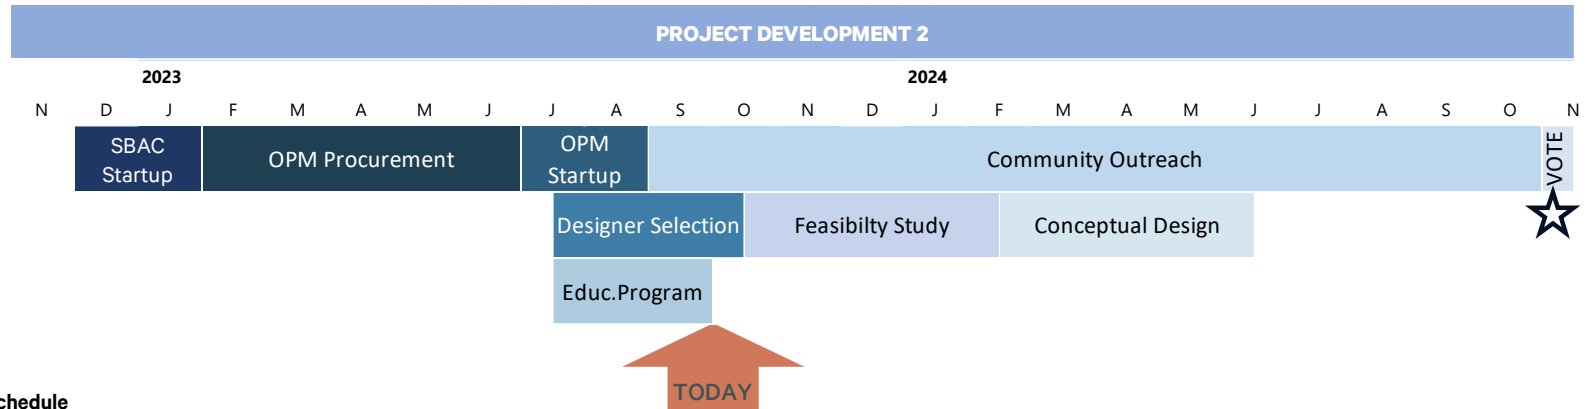 PROJECT DEVELOPMENT 2
2023 2024
N D J F M A M J J A S O N D J F M A M J J A S O N
SBAC
Startup
OPM Procurement
OPM
Startup
Community Outreach
VOTE
Designer Selection
Feasibilty Study
Conceptual Design
Educ.Program
TODAY
chedule